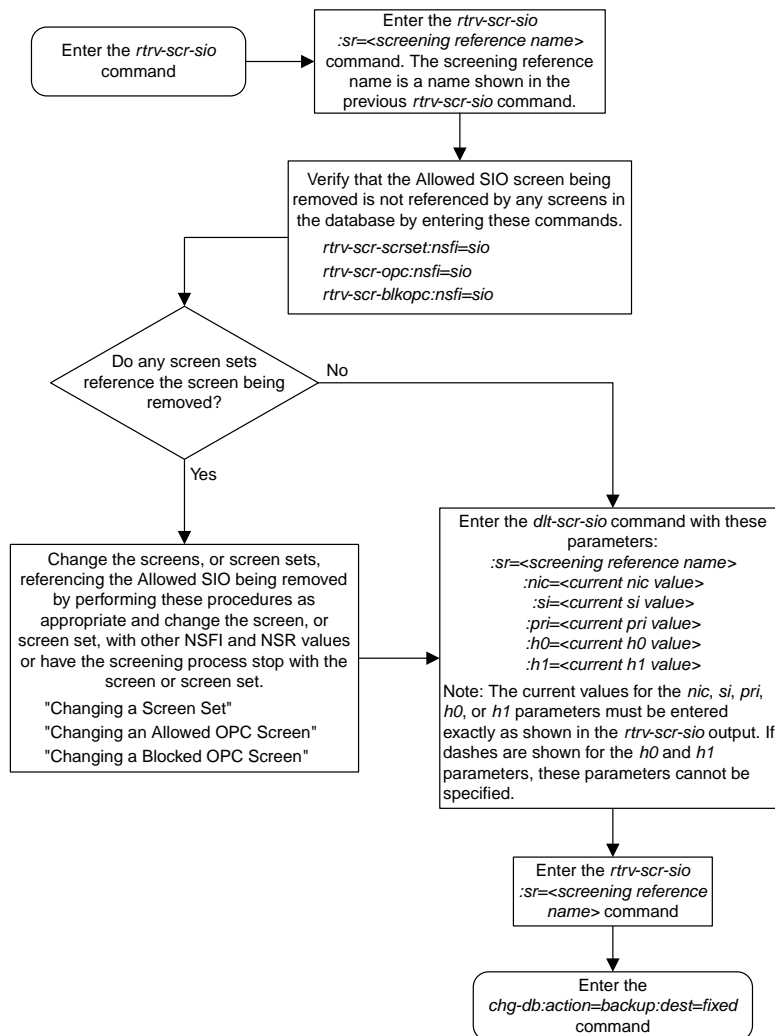 Enter the rtrv-scr-sio
command
Enter the rtrv-scr-sio
:sr=<screening reference name>
command. The screening reference
name is a name shown in the
previous rtrv-scr-sio command.
Verify that the Allowed SIO screen being
removed is not referenced by any screens in
the database by entering these commands.
rtrv-scr-scrset:nsfi=sio
rtrv-scr-opc:nsfi=sio
rtrv-scr-blkopc:nsfi=sio
Do any screen sets
reference the screen being
removed?
No
Yes
Change the screens, or screen sets,
referencing the Allowed SIO being removed
by performing these procedures as
appropriate and change the screen, or
screen set, with other NSFI and NSR values
or have the screening process stop with the
screen or screen set.
"Changing a Screen Set"
"Changing an Allowed OPC Screen"
"Changing a Blocked OPC Screen"
Enter the dlt-scr-sio command with these
parameters:
:sr=<screening reference name>
:nic=<current nic value>
:si=<current si value>
:pri=<current pri value>
:h0=<current h0 value>
:h1=<current h1 value>
Note: The current values for the nic, si, pri,
h0, or h1 parameters must be entered
exactly as shown in the rtrv-scr-sio output. If
dashes are shown for the h0 and h1
parameters, these parameters cannot be
specified.
Enter the rtrv-scr-sio
:sr=<screening reference
name> command
Enter the
chg-db:action=backup:dest=fixed
command